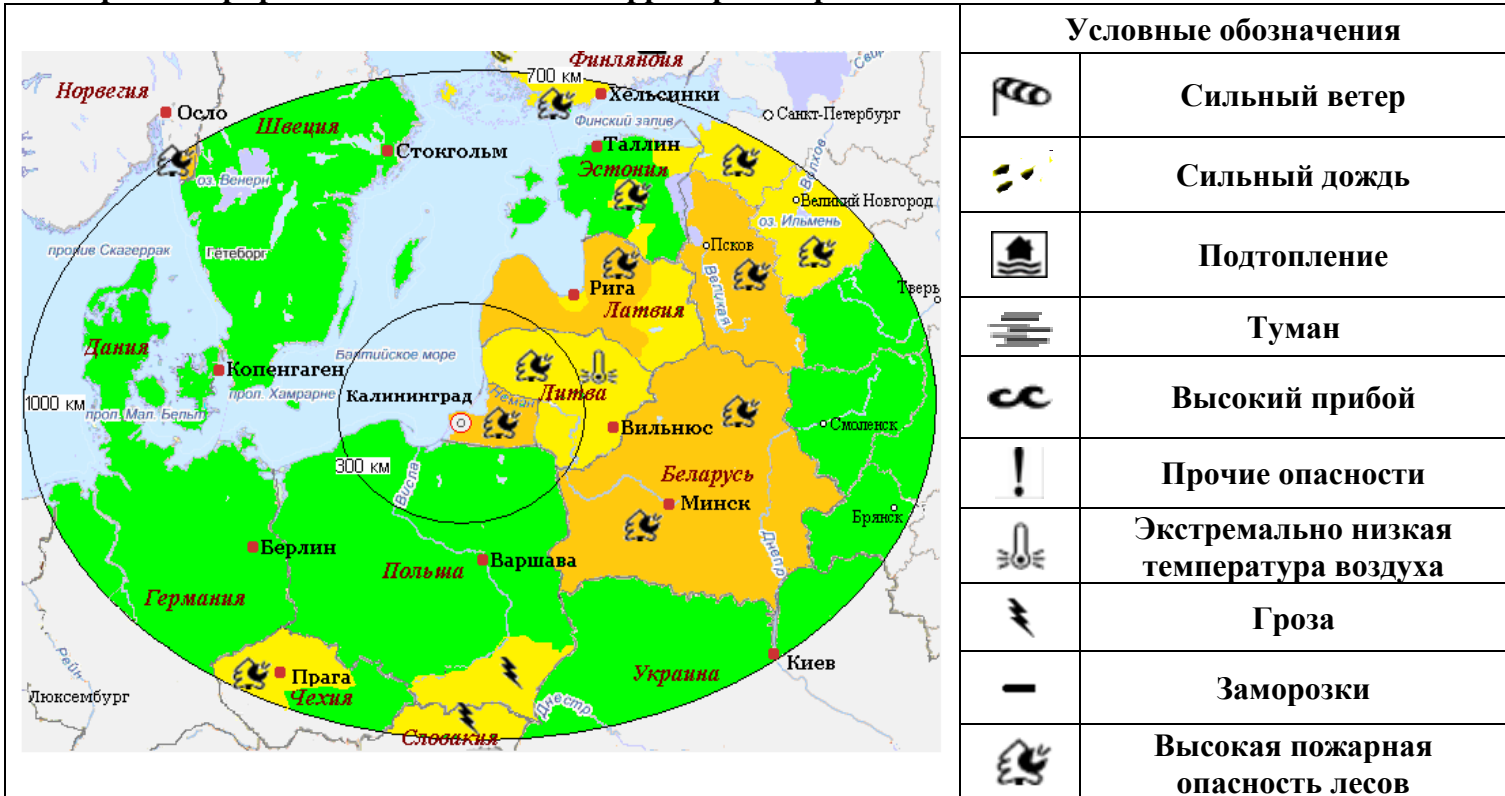 Условные обозначения
Сильный ветер
Сильный дождь
Подтопление
Туман
Высокий прибой
Прочие опасности
Экстремально низкая
температура воздуха
Гроза
Заморозки
Высокая пожарная
опасность лесов
Финляндия
700 км
Норвегия
Хельсинки
Осло
Санкт-Петербург
Швеция
Финский залив
Стокгольм
Таллин
Эстония
Волхов
оз. Венерн
Великий Новгород
оз. Ильмень
пролив Скагеррак
Гётеборг
Псков
Великая
Рига
Тверь
Латвия
Дания
Балтийское море
Копенгаген
прол. Хамрарне
Калининград
Неман
Литва
1000 км
прол. Мал. Бельт
Вильнюс
Смоленск
300 км
Висла
Беларусь
Минск
Брянск
Днепр
Берлин
Варшава
Польша
Германия
Рейн
Прага
Украина
Киев
Люксембург
Чехия
Днестр
Словакия